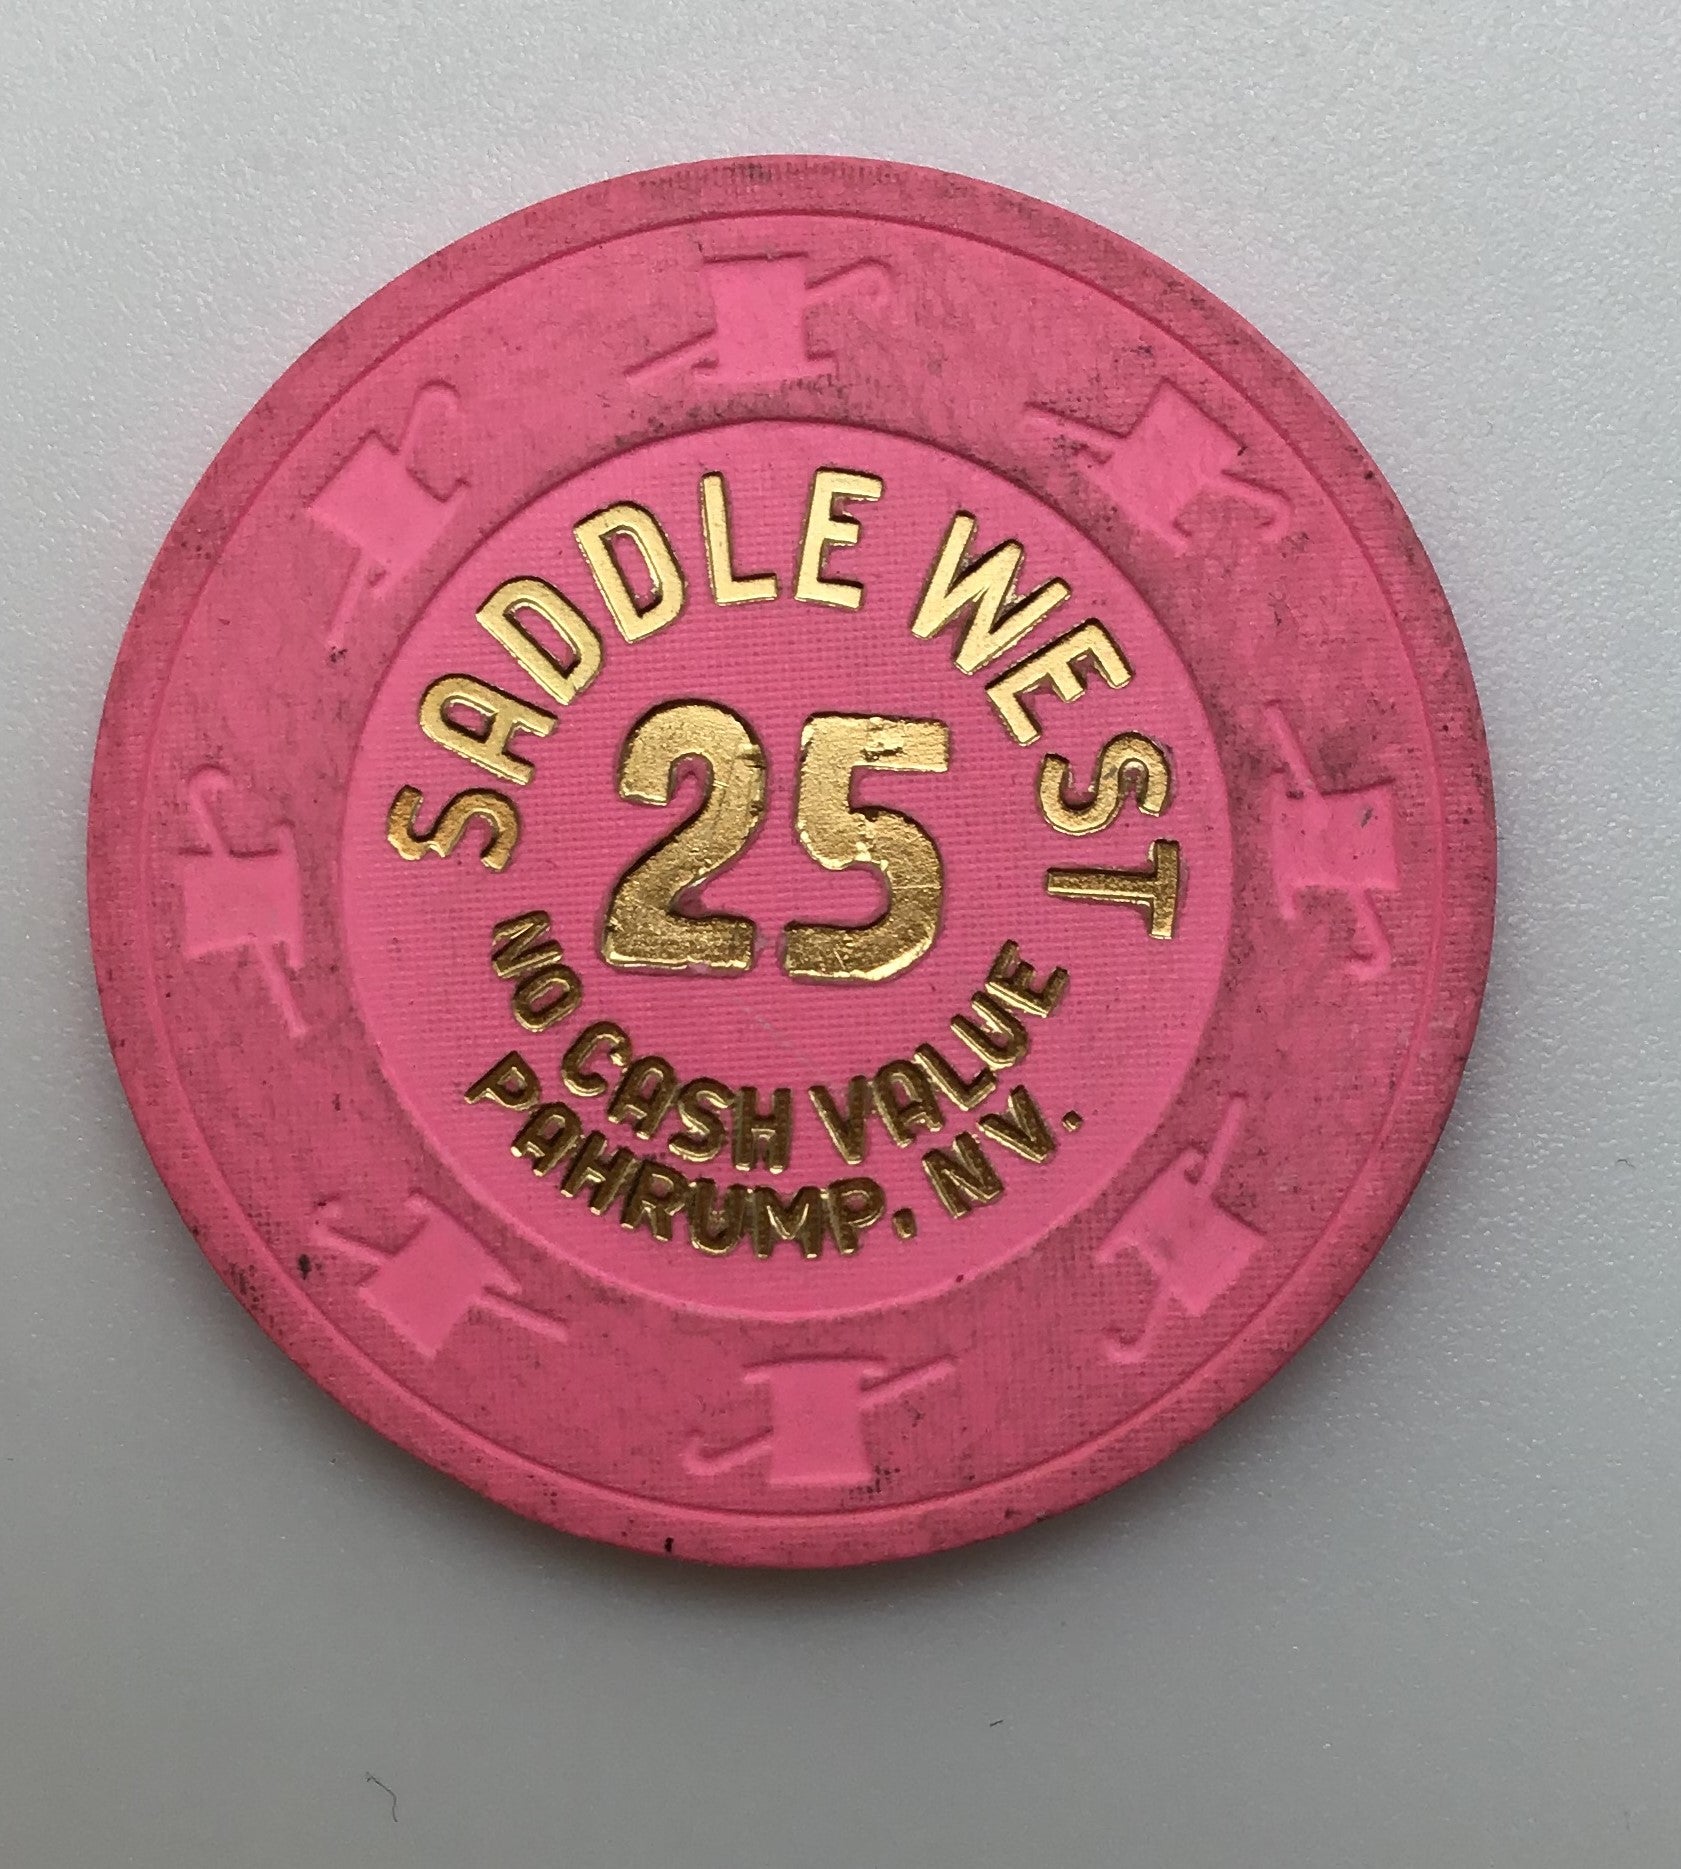 SADDLE WEST
25
NO CASH VALUE
PAHRUMP, NV.